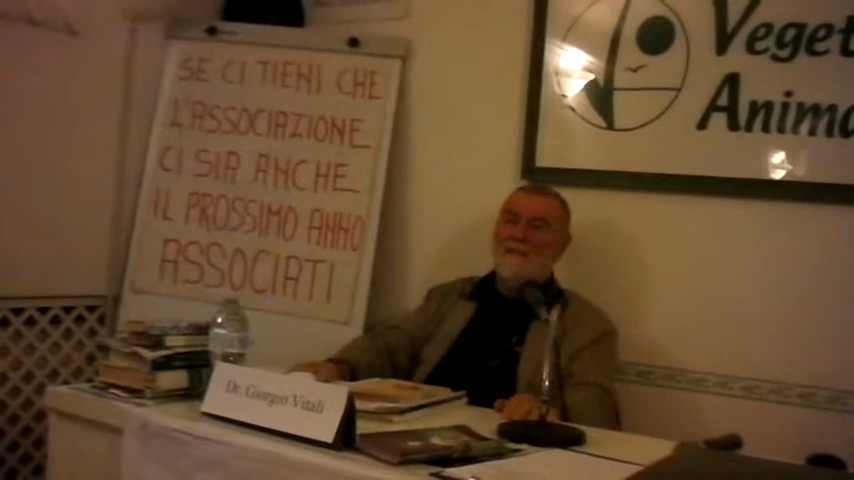 SE CI TIENI CHE
L'ASSOCIAZIONE
CI SIA ANCHE
IL PROSSIMO ANNO
ASSOCIATI
Veget
Anima
Dr. Giorgio Vitali